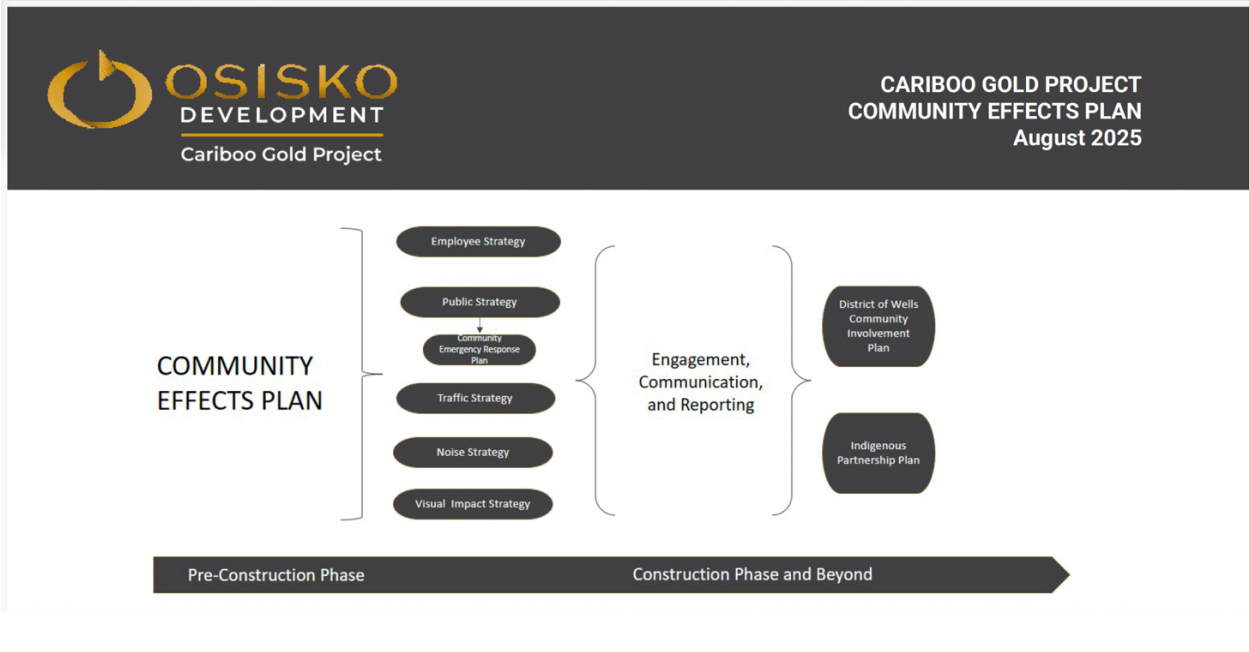 OSISKO
DEVELOPMENT
Cariboo Gold Project
CARIBOO GOLD PROJECT
COMMUNITY EFFECTS PLAN
August 2025
COMMUNITY
EFFECTS PLAN
Employee Strategy
Public Strategy
Community
Emergency Response
Plan
Traffic Strategy
Noise Strategy
Visual Impact Strategy
Engagement,
Communication,
and Reporting
District of Wells
Community
Involvement
Plan
Indigenous
Partnership Plan
Pre-Construction Phase
Construction Phase and Beyond